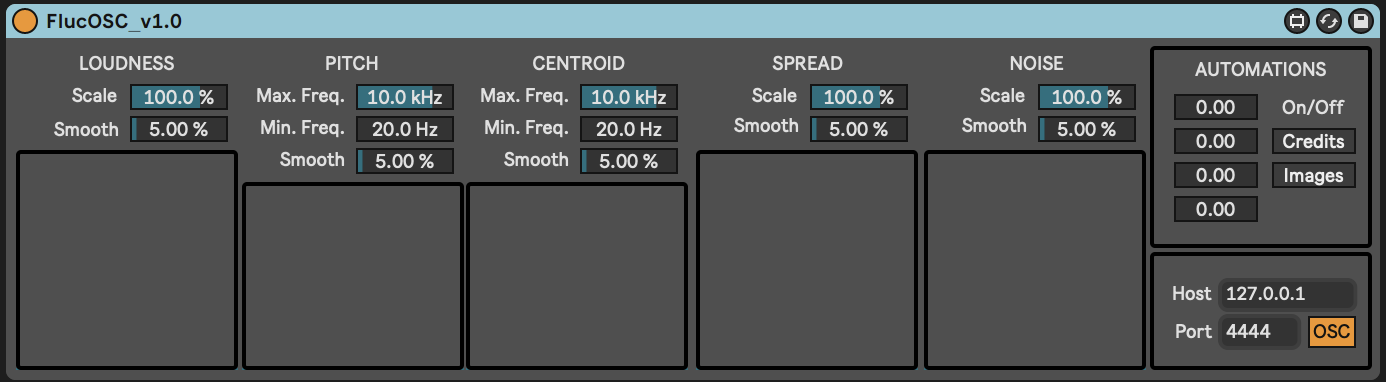 FlucOSC_v1.0
LOUDNESS
Scale 100.0 %
Smooth 5.00 %
PITCH
Max. Freq. 10.0 kHz
Min. Freq. 20.0 Hz
Smooth 5.00 %
CENTROID
Max. Freq. 10.0 kHz
Min. Freq. 20.0 Hz
Smooth 5.00 %
SPREAD
Scale 100.0 %
Smooth 5.00 %
NOISE
Scale 100.0 %
Smooth 5.00 %
AUTOMATIONS
0.00 On/Off
0.00 Credits
0.00 Images
0.00
Host 127.0.0.1
Port 4444 OSC